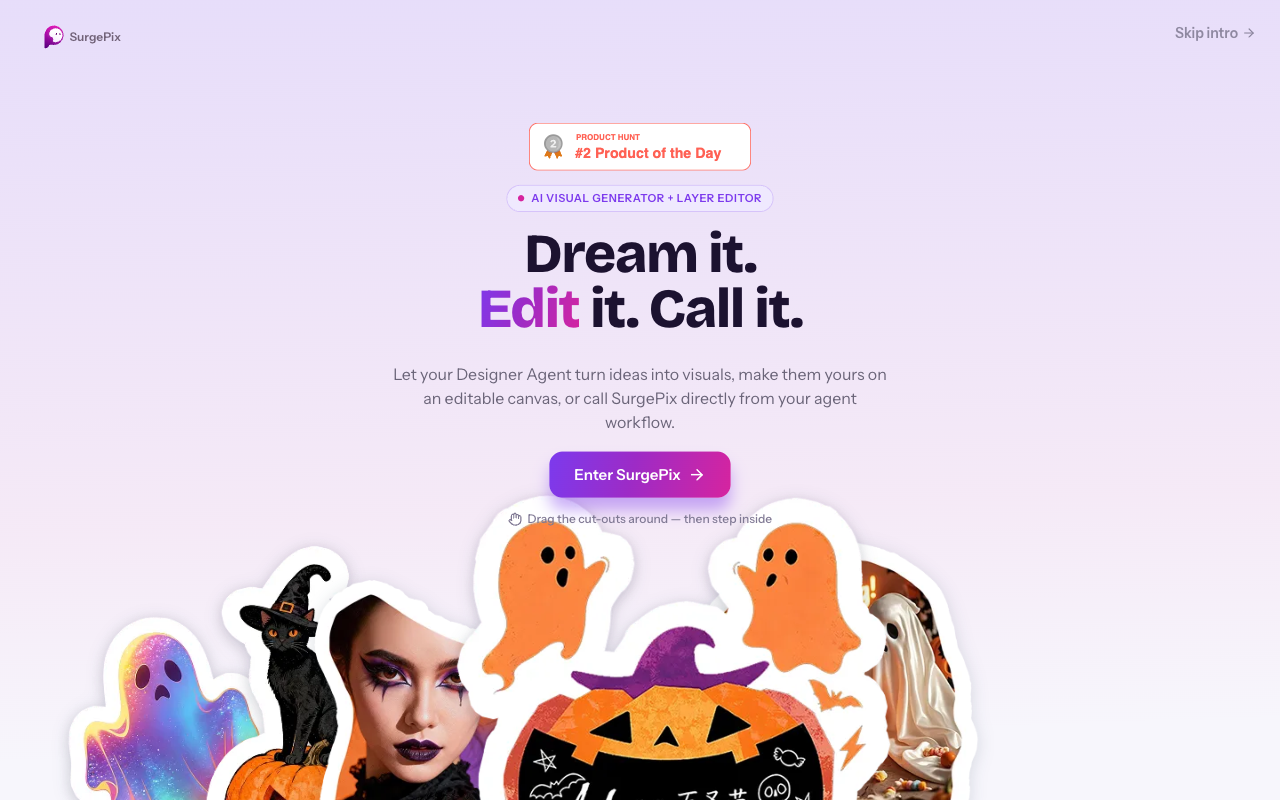 SurgePix
Skip intro →
2
PRODUCT HUNT
#2 Product of the Day
AI VISUAL GENERATOR + LAYER EDITOR
Dream it.
Edit it. Call it.
Let your Designer Agent turn ideas into visuals, make them yours on
an editable canvas, or call SurgePix directly from your agent
workflow.
Enter SurgePix →
Drag the cut-outs around — then step inside